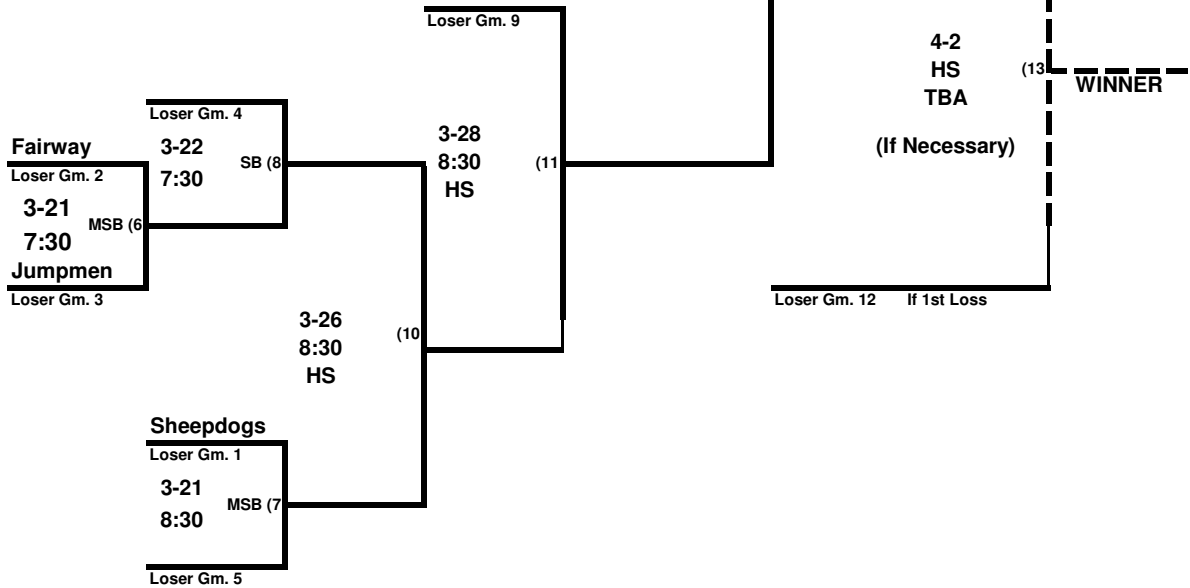 Loser Gm. 9
4-2
HS
TBA
(13
WINNER
(If Necessary)
Loser Gm. 4
3-22
7:30
SB (8
3-28
8:30
HS
(11
Fairway
Loser Gm. 2
3-21
7:30
MSB (6
Jumpmen
Loser Gm. 3
Loser Gm. 12 If 1st Loss
3-26
8:30
HS
(10
Sheepdogs
Loser Gm. 1
3-21
8:30
MSB (7
Loser Gm. 5